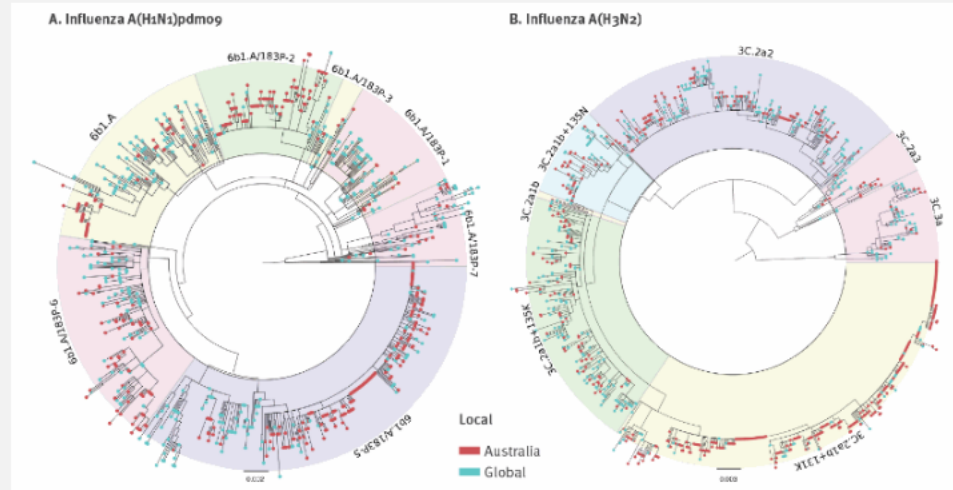 A. Influenza A(H1N1)pdm09
B. Influenza A(H3N2)
6b1.A/183P-2
6b1.A/183P-3
6b1.A
6b1.A/183P-1
6b1.A/183P-7
6b1.A/183P-6
6b1.A/183P-5
0.002
3C.2a2
3C.2a1b+135N
3C.2a3
3C.2a1b
3C.3a
3C.2a1b+135K
3C.2a1b+131K
Local
Australia
Global